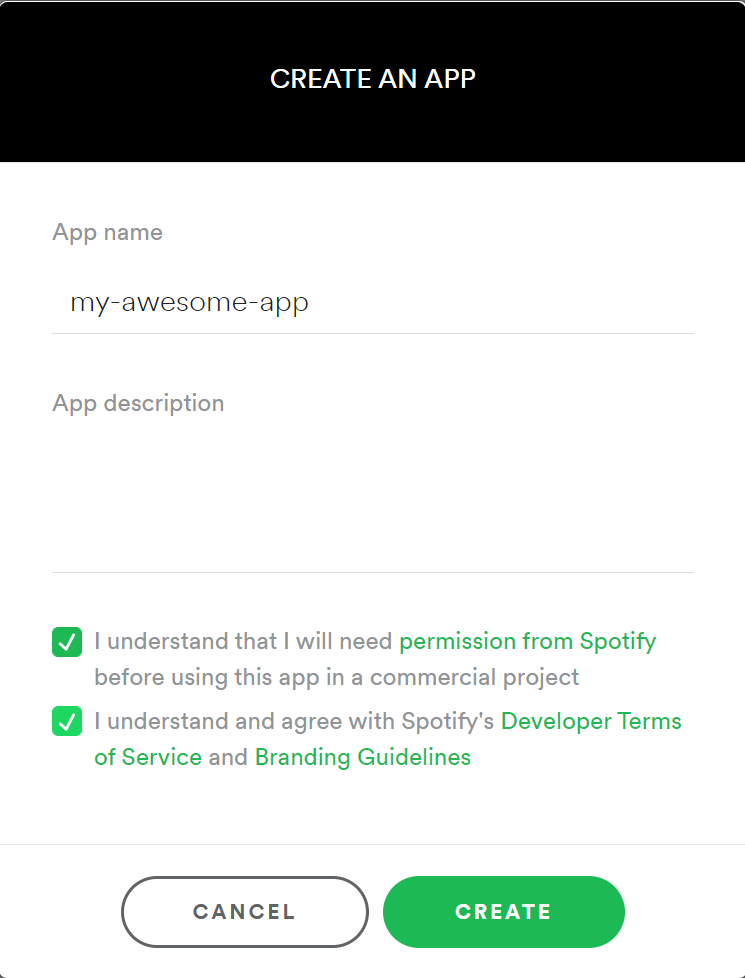 CREATE AN APP
App name
my-awesome-app
App description
I understand that I will need permission from Spotify
before using this app in a commercial project
I understand and agree with Spotify's Developer Terms
of Service and Branding Guidelines
CANCEL
CREATE